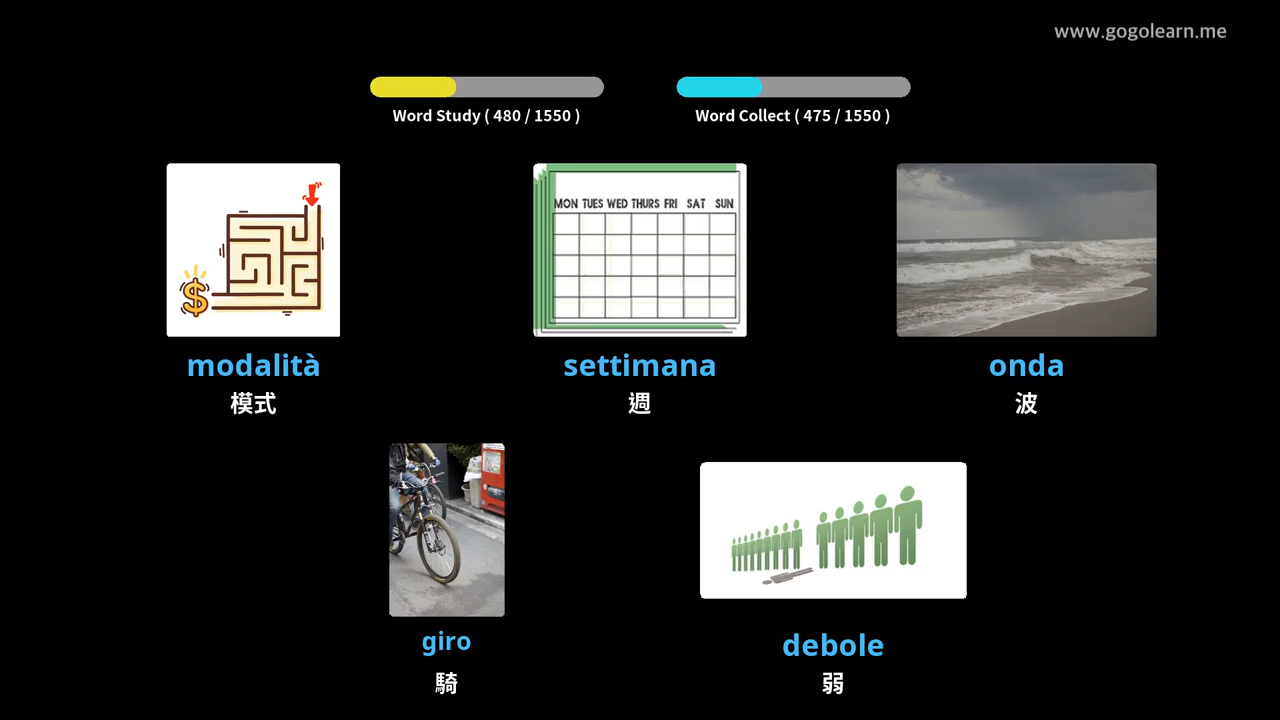 www.gogolearn.me
Word Study ( 480 / 1550 )
Word Collect ( 475 / 1550 )
MON TUES WED THURS FRI SAT SUN
modalità
模式
settimana
週
onda
波
giro
騎
debole
弱